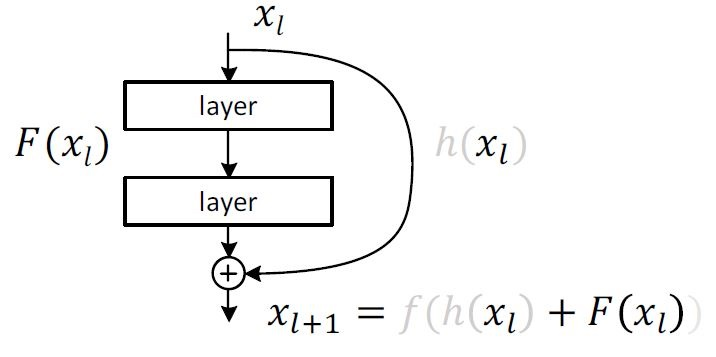 x_l
layer
F(x_l)
h(x_l)
layer
+
x_{l+1} = f(h(x_l) + F(x_l))